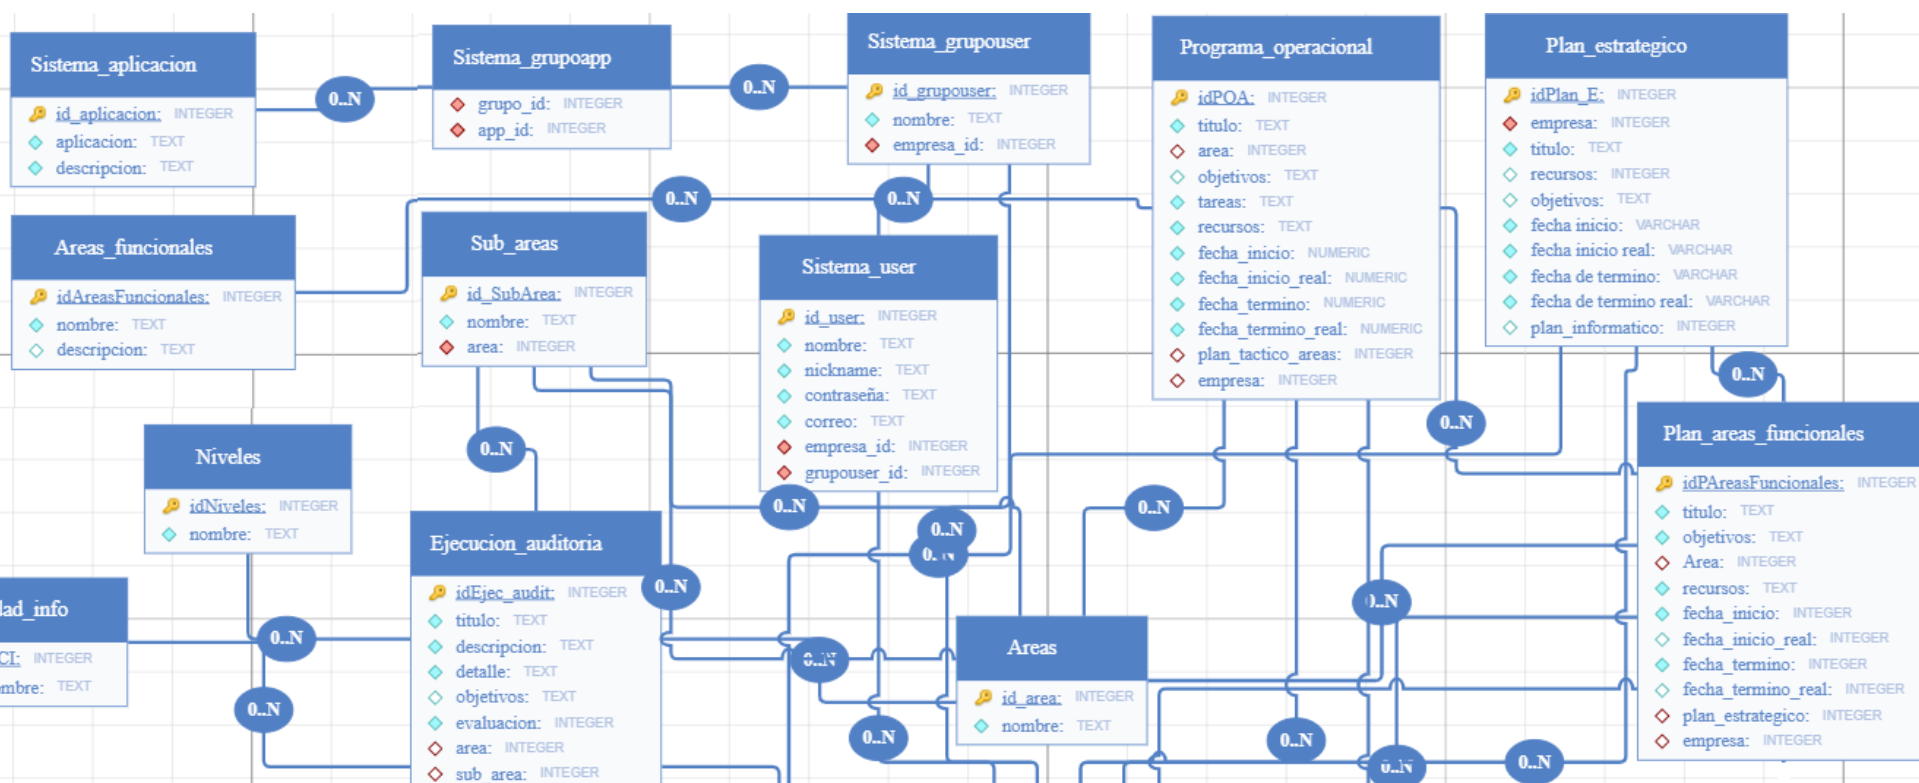 Sistema_aplicacion
id_aplicacion: INTEGER
aplicacion: TEXT
descripcion: TEXT
0..N
Sistema_grupoapp
grupo_id: INTEGER
app_id: INTEGER
0..N
Sistema_grupouser
id_grupouser: INTEGER
nombre: TEXT
empresa_id: INTEGER
Programa_operacional
idPOA: INTEGER
titulo: TEXT
area: INTEGER
objetivos: TEXT
tareas: TEXT
recursos: TEXT
fecha_inicio: NUMERIC
fecha_inicio_real: NUMERIC
fecha_termino: NUMERIC
fecha_termino_real: NUMERIC
plan_tactico_areas: INTEGER
empresa: INTEGER
Plan_estrategico
idPlan_E: INTEGER
empresa: INTEGER
titulo: TEXT
recursos: INTEGER
objetivos: TEXT
fecha inicio: VARCHAR
fecha inicio real: VARCHAR
fecha de termino: VARCHAR
fecha de termino real: VARCHAR
plan_informatico: INTEGER
0..N
0..N
Areas_funcionales
idAreasFuncionales: INTEGER
nombre: TEXT
descripcion: TEXT
Sub_areas
id_SubArea: INTEGER
nombre: TEXT
area: INTEGER
Sistema_user
id_user: INTEGER
nombre: TEXT
nickname: TEXT
contraseña: TEXT
correo: TEXT
empresa_id: INTEGER
grupouser_id: INTEGER
0..N
0..N
Plan_areas_funcionales
idPAreasFuncionales: INTEGER
titulo: TEXT
objetivos: TEXT
Area: INTEGER
recursos: TEXT
fecha_inicio: INTEGER
fecha_inicio_real: INTEGER
fecha_termino: INTEGER
fecha_termino_real: INTEGER
plan_estrategico: INTEGER
empresa: INTEGER
Niveles
idNiveles: INTEGER
nombre: TEXT
0..N
0..N
0..N
0..N
0..N
Ejecucion_auditoria
idEjec_audit: INTEGER
titulo: TEXT
descripcion: TEXT
detalle: TEXT
objetivos: TEXT
evaluacion: INTEGER
area: INTEGER
sub_area: INTEGER
0..N
0..N
dad_info
CI: INTEGER
mbre: TEXT
0..N
0..N
0..N
Areas
id_area: INTEGER
nombre: TEXT
0..N
0..N
0..N
0..N